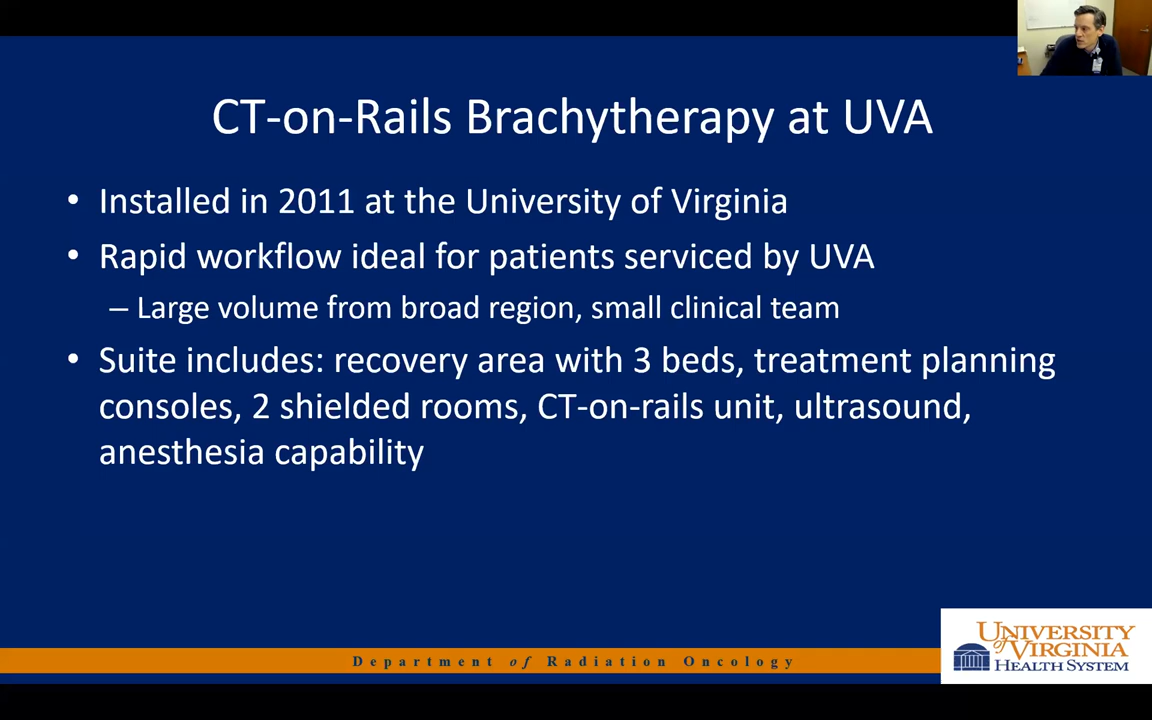 CT-on-Rails Brachytherapy at UVA
• Installed in 2011 at the University of Virginia
• Rapid workflow ideal for patients serviced by UVA
– Large volume from broad region, small clinical team
• Suite includes: recovery area with 3 beds, treatment planning
consoles, 2 shielded rooms, CT-on-rails unit, ultrasound,
anesthesia capability
Department of Radiation Oncology
UNIVERSITY
of VIRGINIA
HEALTH SYSTEM